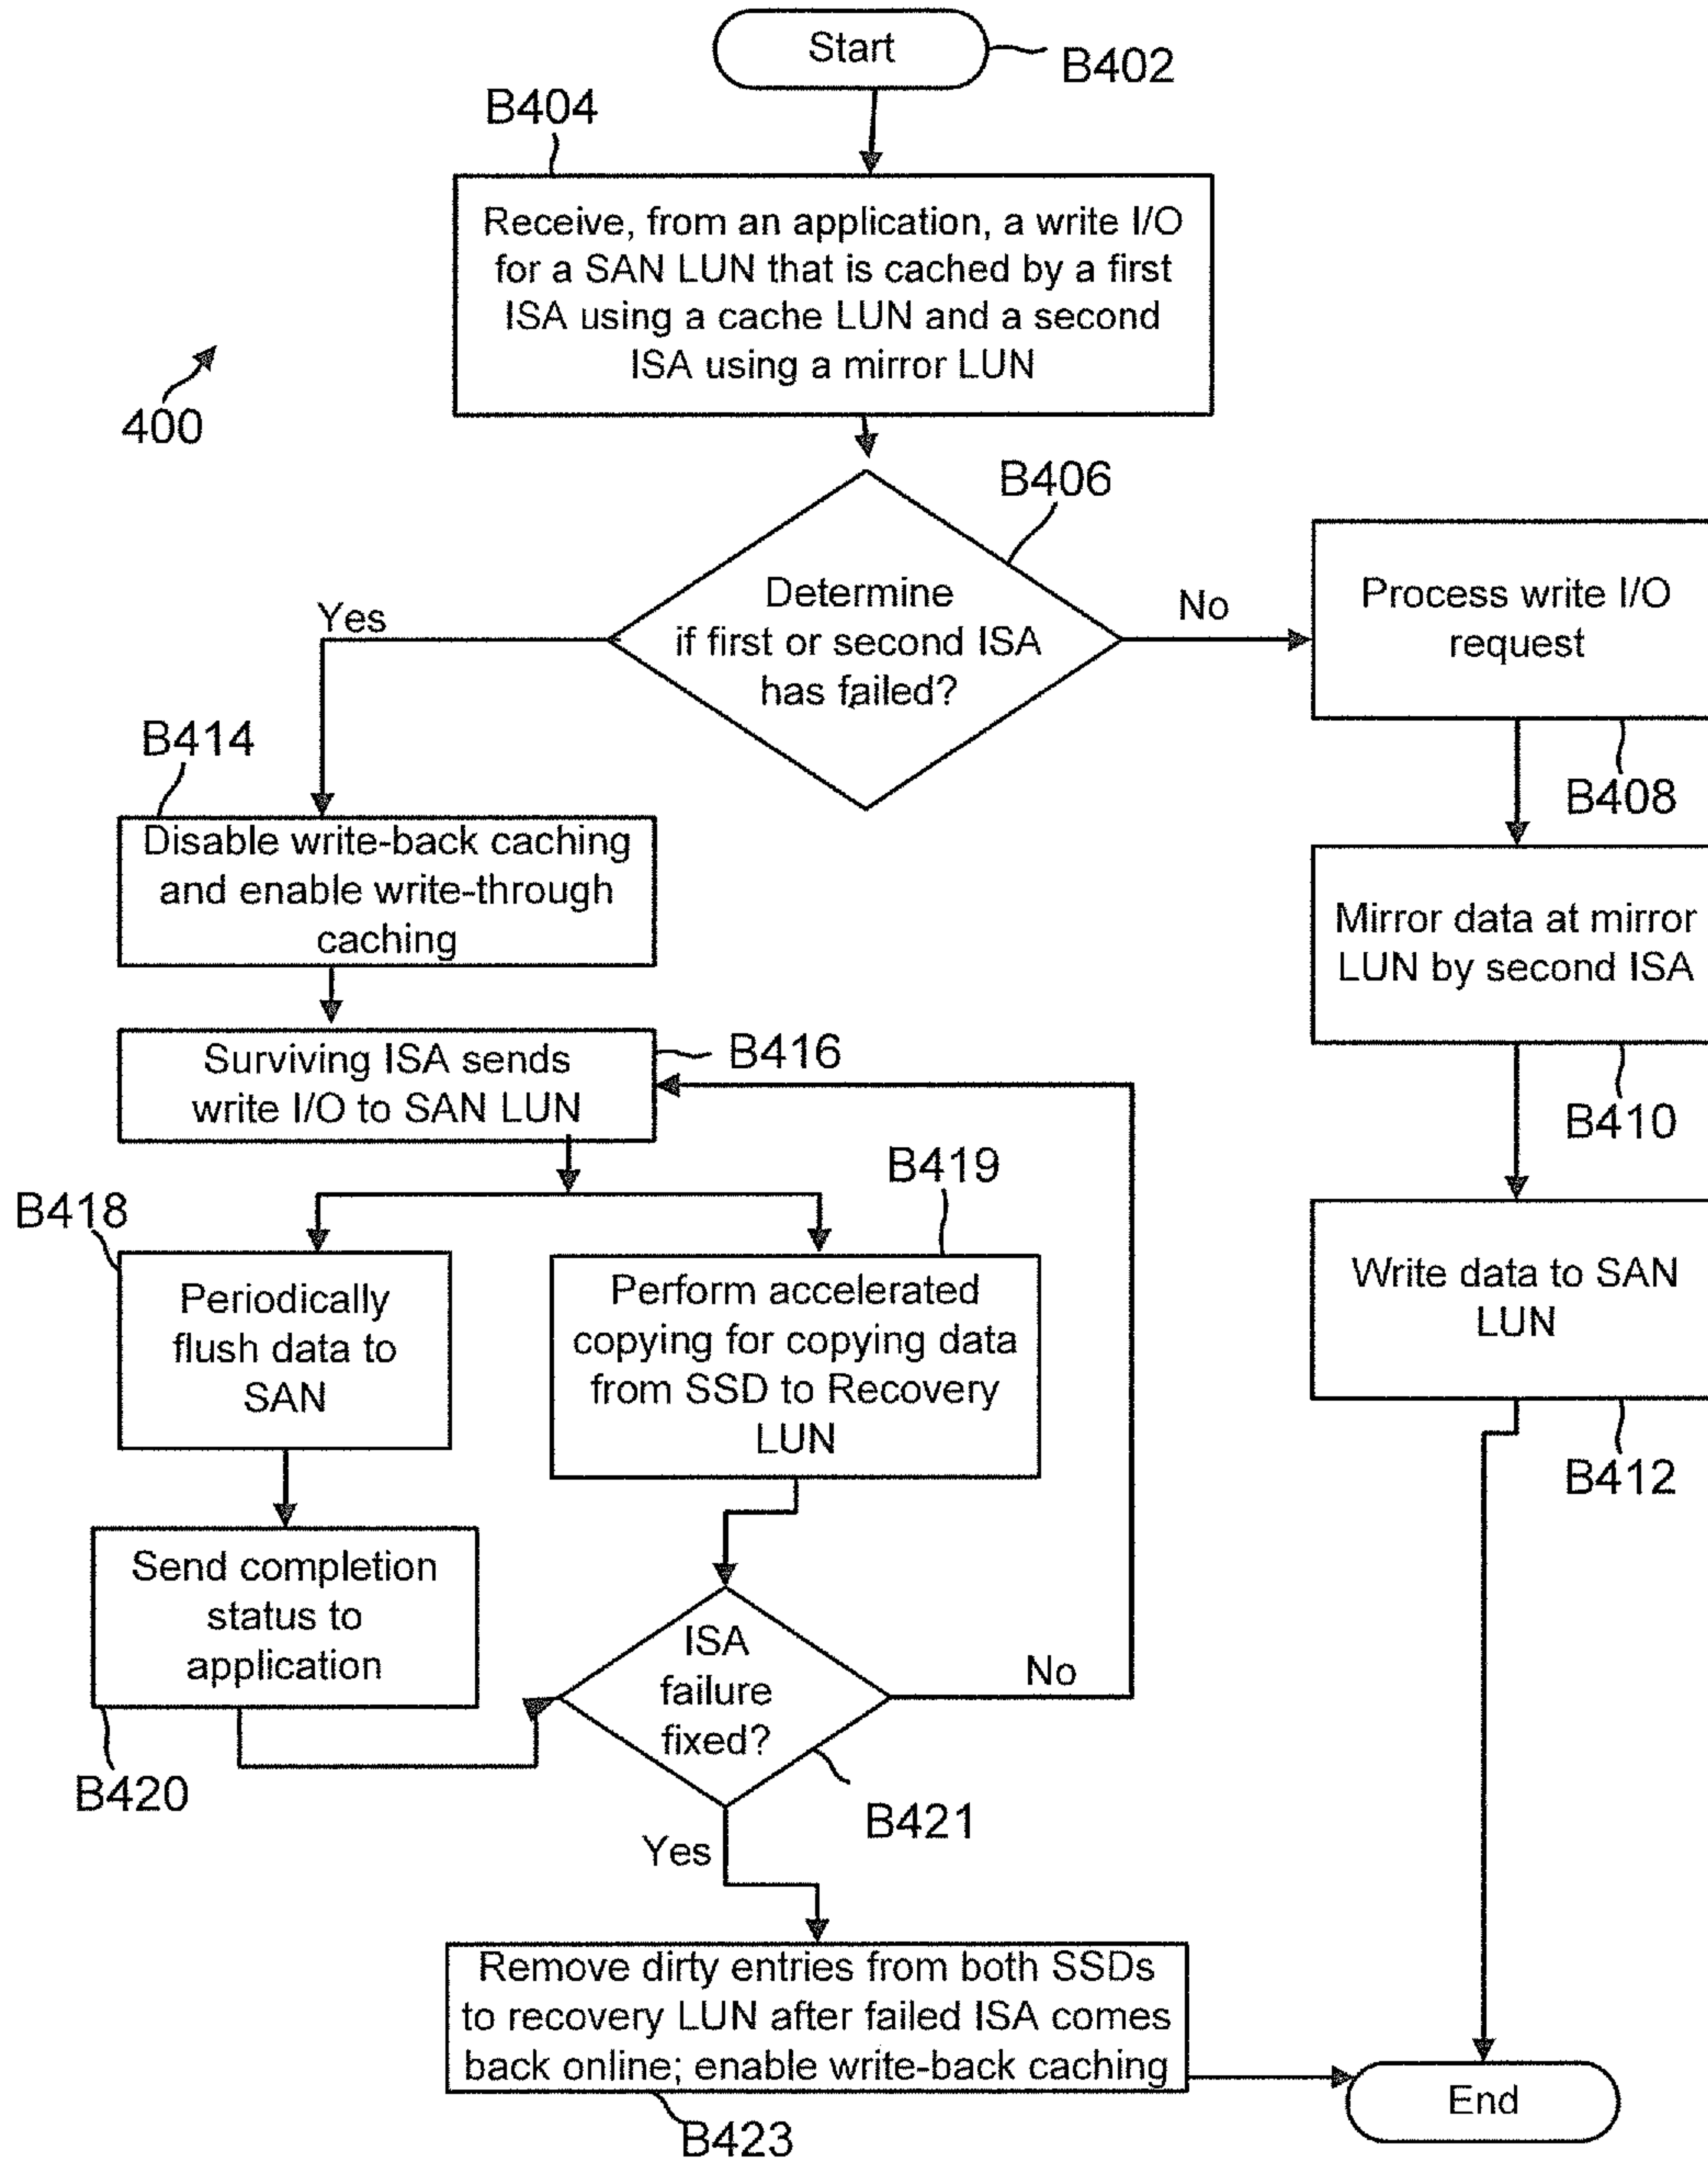 Start
B402
B404
Receive, from an application, a write I/O
for a SAN LUN that is cached by a first
ISA using a cache LUN and a second
ISA using a mirror LUN
400
B406
Determine
if first or second ISA
has failed?
Yes
No
Process write I/O
request
B408
Mirror data at mirror
LUN by second ISA
B410
Write data to SAN
LUN
B412
B414
Disable write-back caching
and enable write-through
caching
Surviving ISA sends
write I/O to SAN LUN
B416
B418
Periodically
flush data to
SAN
B419
Perform accelerated
copying for copying data
from SSD to Recovery
LUN
Send completion
status to
application
B420
ISA
failure
fixed?
No
B421
Yes
Remove dirty entries from both SSDs
to recovery LUN after failed ISA comes
back online; enable write-back caching
B423
End